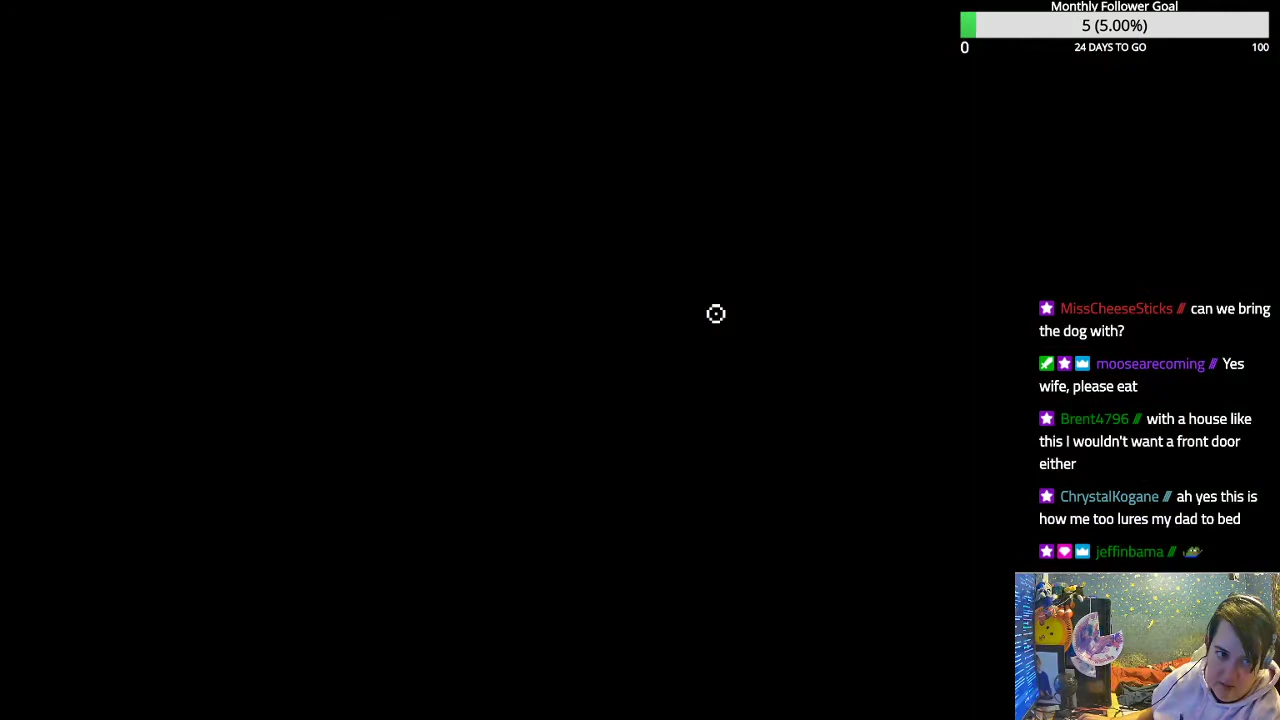 Monthly Follower Goal
5 (5.00%)
0 24 DAYS TO GO 100
MissCheeseSticks // can we bring
the dog with?
moosearecoming // Yes
wife, please eat
Brent4796 // with a house like
this I wouldn't want a front door
either
ChrystalKogane // ah yes this is
how me too lures my dad to bed
jeffinbama //